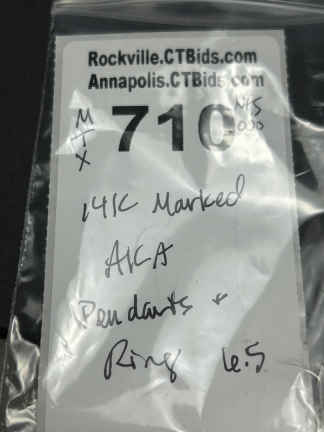 Rockville.CTBids.com
Annapolis.CTBids.com
710
14K Marked
AKA
Pendants +
Ring 6.5